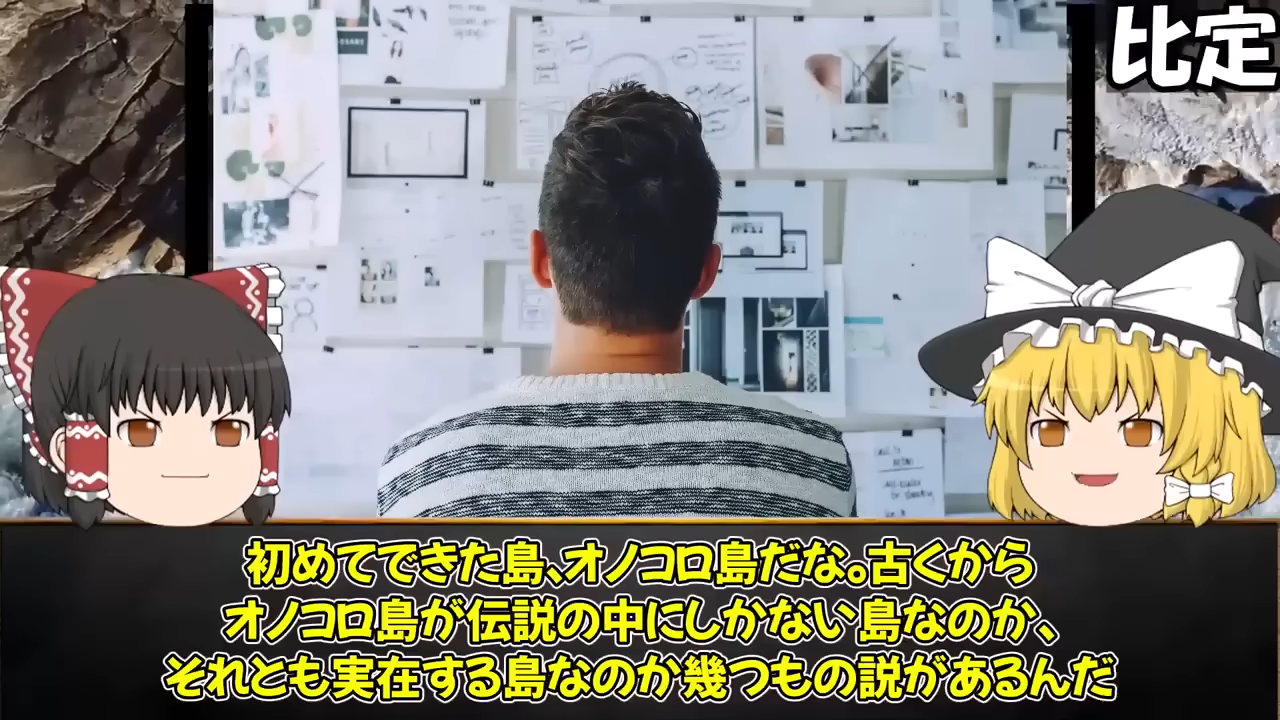 比定
初めてできた島、オノコロ島だな。古くから
オノコロ島が伝説の中にしかない島なのか、
それとも実在する島なのか幾つもの説があるんだ